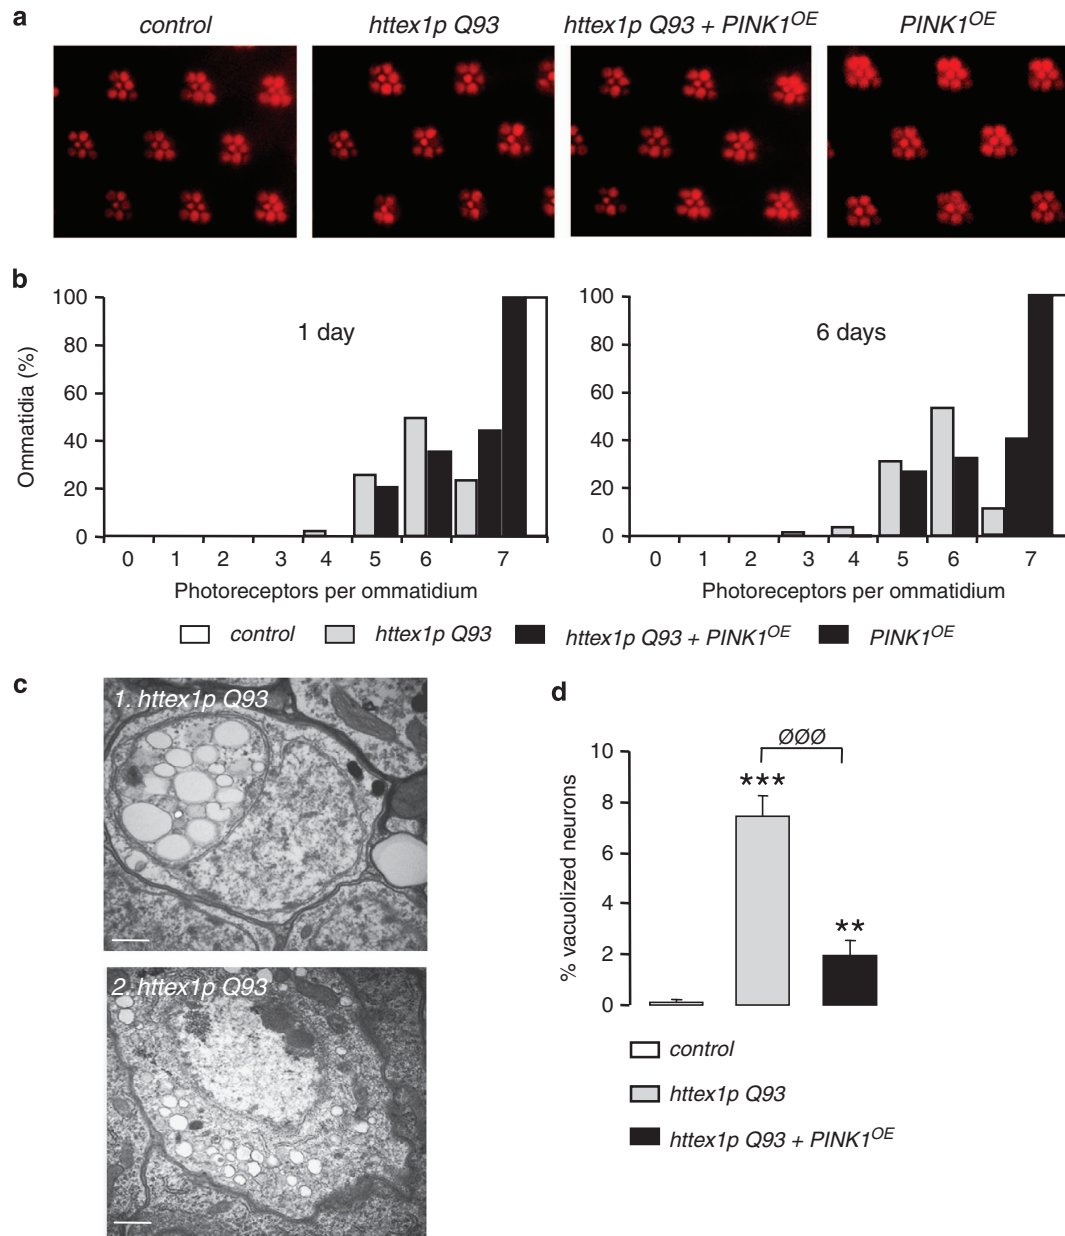 a
control httex1p Q93 httex1p Q93 + PINK1OE PINK1OE
b
100
80
60
40
20
0
Ommatidia (%)
1 day
0 1 2 3 4 5 6 7
Photoreceptors per ommatidium
100
80
60
40
20
0
6 days
0 1 2 3 4 5 6 7
Photoreceptors per ommatidium
control httex1p Q93 httex1p Q93 + PINK1OE PINK1OE
c
1. httex1p Q93
2. httex1p Q93
d
ØØØ
***
**
10
8
6
4
2
0
% vacuolized neurons
control
httex1p Q93
httex1p Q93 + PINK1OE